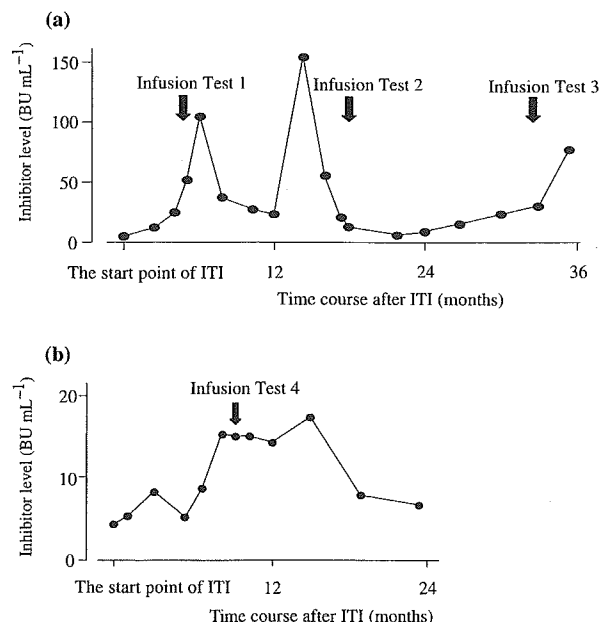 (a)
150
Infusion Test 1
Infusion Test 2
Infusion Test 3
100
50
0
Inhibitor level (BU mL⁻¹)
The start point of ITI
12
24
36
Time course after ITI (months)
(b)
Infusion Test 4
20
10
0
Inhibitor level (BU mL⁻¹)
The start point of ITI
12
24
Time course after ITI (months)